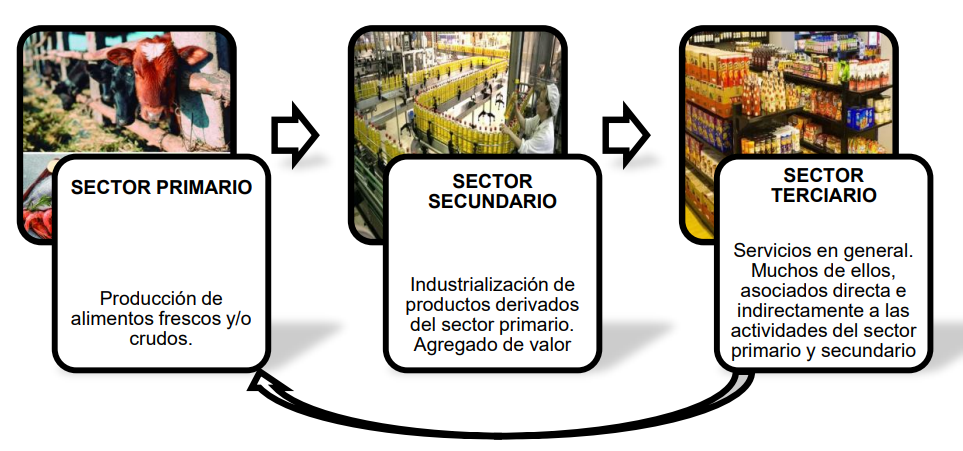 SECTOR PRIMARIO
Producción de
alimentos frescos y/o
crudos.
SECTOR
SECUNDARIO
Industrialización de
productos derivados
del sector primario.
Agregado de valor
SECTOR
TERCIARIO
Servicios en general.
Muchos de ellos,
asociados directa e
indirectamente a las
actividades del sector
primario y secundario